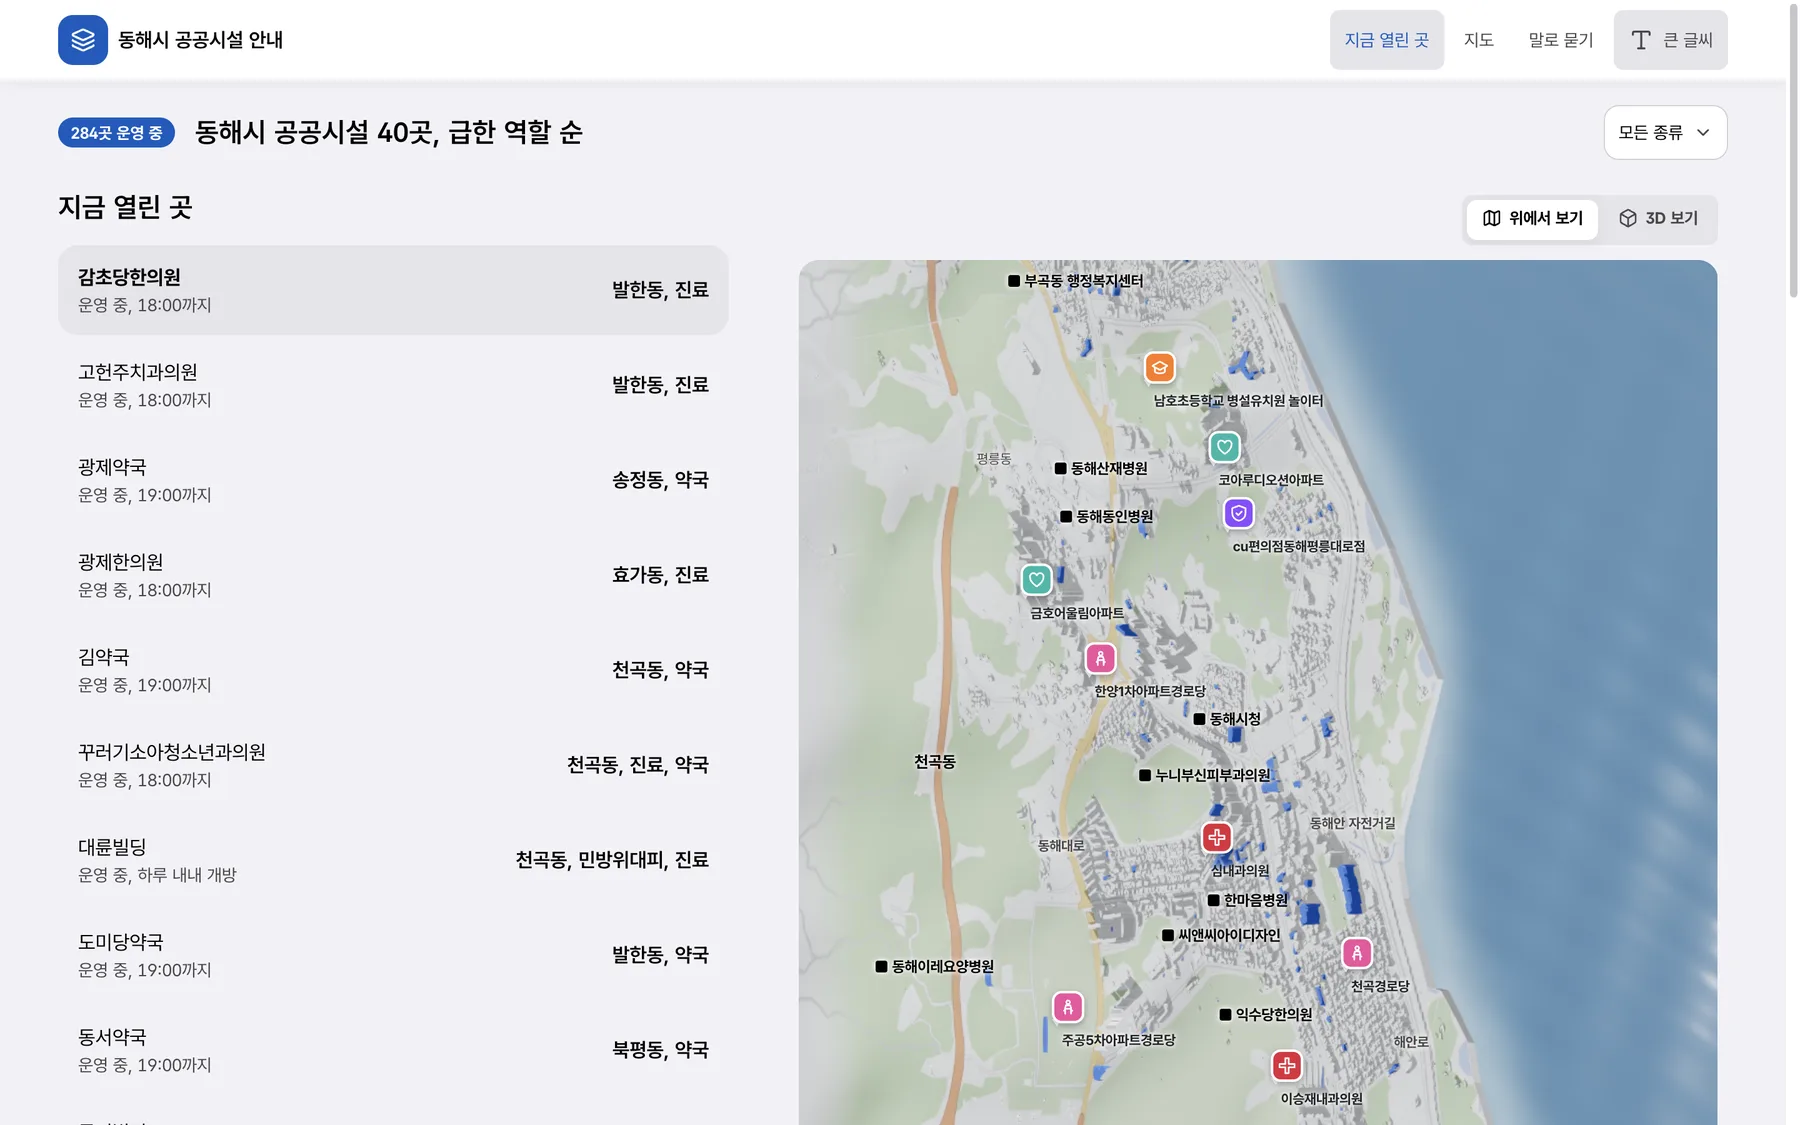 동해시 공공시설 안내
지금 열린 곳
지도
말로 묻기
큰 글씨
284곳 운영 중
동해시 공공시설 40곳, 급한 역할 순
모든 종류
지금 열린 곳
위에서 보기
3D 보기
감초당한의원
운영 중, 18:00까지
발한동, 진료
고헌주치과의원
운영 중, 18:00까지
발한동, 진료
광제약국
운영 중, 19:00까지
송정동, 약국
광제한의원
운영 중, 18:00까지
효가동, 진료
김약국
운영 중, 19:00까지
천곡동, 약국
꾸러기소아청소년과의원
운영 중, 18:00까지
천곡동, 진료, 약국
대륜빌딩
운영 중, 하루 내내 개방
천곡동, 민방위대피, 진료
도미당약국
운영 중, 19:00까지
발한동, 약국
동서약국
운영 중, 19:00까지
북평동, 약국
부곡동 행정복지센터
남호초등학교 병설유치원 놀이터
평릉동
동해산재병원
코아루디오션아파트
동해동인병원
cu편의점동해평릉대로점
금호어울림아파트
한양1차아파트경로당
동해시청
천곡동
누니부신피부과의원
동해안 자전거길
동해대로
심내과의원
한마음병원
씨앤씨아이디자인
동해이레요양병원
천곡경로당
익수당한의원
주공5차아파트경로당
해안로
이승재내과의원